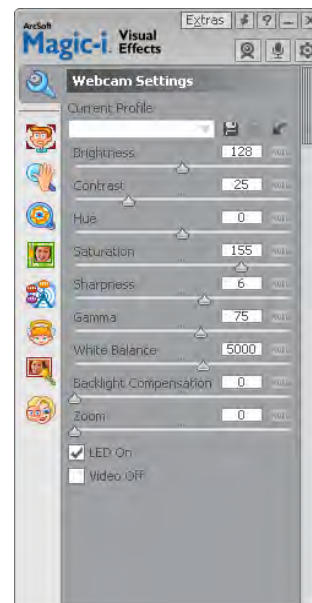 Extras ? _ X
ArcSoft
Magic-i Visual Effects
Webcam Settings
Current Profile
Brightness 128
Contrast 25
Hue 0
Saturation 155
Sharpness 6
Gamma 75
White Balance 5000
Backlight Compensation 0
Zoom 0
LED On
Video Off